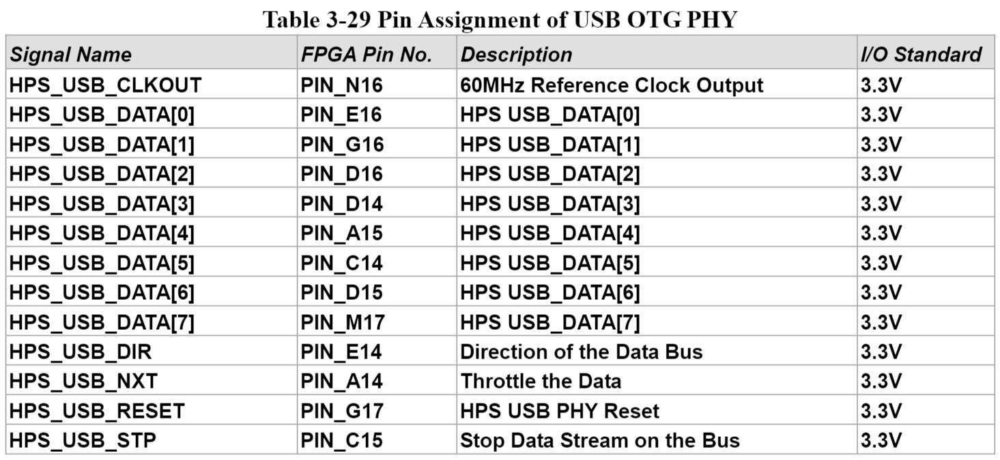 Table 3-29 Pin Assignment of USB OTG PHY
Signal Name FPGA Pin No. Description I/O Standard
HPS_USB_CLKOUT PIN_N16 60MHz Reference Clock Output 3.3V
HPS_USB_DATA[0] PIN_E16 HPS USB_DATA[0] 3.3V
HPS_USB_DATA[1] PIN_G16 HPS USB_DATA[1] 3.3V
HPS_USB_DATA[2] PIN_D16 HPS USB_DATA[2] 3.3V
HPS_USB_DATA[3] PIN_D14 HPS USB_DATA[3] 3.3V
HPS_USB_DATA[4] PIN_A15 HPS USB_DATA[4] 3.3V
HPS_USB_DATA[5] PIN_C14 HPS USB_DATA[5] 3.3V
HPS_USB_DATA[6] PIN_D15 HPS USB_DATA[6] 3.3V
HPS_USB_DATA[7] PIN_M17 HPS USB_DATA[7] 3.3V
HPS_USB_DIR PIN_E14 Direction of the Data Bus 3.3V
HPS_USB_NXT PIN_A14 Throttle the Data 3.3V
HPS_USB_RESET PIN_G17 HPS USB PHY Reset 3.3V
HPS_USB_STP PIN_C15 Stop Data Stream on the Bus 3.3V